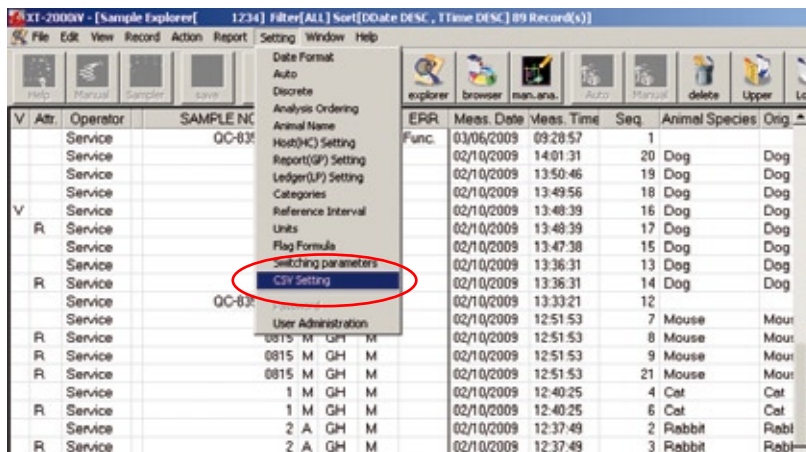 XT-2000iV - [Sample Explorer[ 1234] Filter[ALL] Sort[DDate DESC , TTime DESC] 89 Record(s)]
File Edit View Record Action Report Setting Window Help
Help Manual Sampler save explorer browser man.ana. Auto Manual delete Upper
Date Format
Auto
Discrete
Analysis Ordering
Animal Name
Host(HC) Setting
Report(GP) Setting
Ledger(LP) Setting
Categories
Reference Interval
Units
Flag Formula
Switching parameters
CSV Setting
Password
User Administration
V Attr. Operator SAMPLE NO ERR Meas. Date Meas. Time Seq. Animal Species Orig.
Service QC-835 Func. 03/06/2009 09:28:57 1
Service 02/10/2009 14:01:31 20 Dog Dog
Service 02/10/2009 13:50:46 19 Dog Dog
Service 02/10/2009 13:49:56 18 Dog Dog
V Service 02/10/2009 13:48:39 16 Dog Dog
R Service 02/10/2009 13:48:39 17 Dog Dog
Service 02/10/2009 13:47:38 15 Dog Dog
Service 02/10/2009 13:36:31 13 Dog Dog
R Service 02/10/2009 13:36:31 14 Dog Dog
Service QC-835 02/10/2009 13:33:21 12
Service 02/10/2009 12:51:53 7 Mouse Mou
R Service 0815 M GH M 02/10/2009 12:51:53 8 Mouse Mou
R Service 0815 M GH M 02/10/2009 12:51:53 9 Mouse Mou
R Service 0815 M GH M 02/10/2009 12:51:53 21 Mouse Mou
Service 1 M GH M 02/10/2009 12:40:25 4 Cat Cat
R Service 1 M GH M 02/10/2009 12:40:25 6 Cat Cat
Service 2 A GH M 02/10/2009 12:37:49 2 Rabbit Rabb
R Service 2 A GH M 02/10/2009 12:37:49 3 Rabbit Rabb